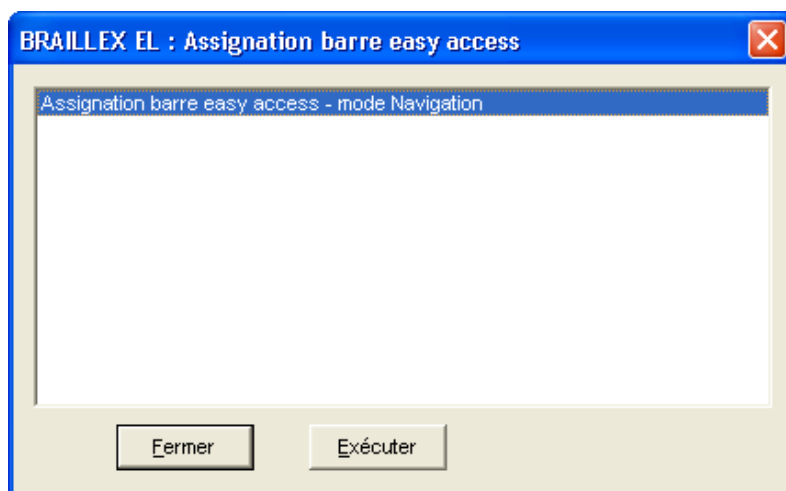 BRAILLEX EL : Assignation barre easy access
Assignation barre easy access - mode Navigation
Fermer
Exécuter